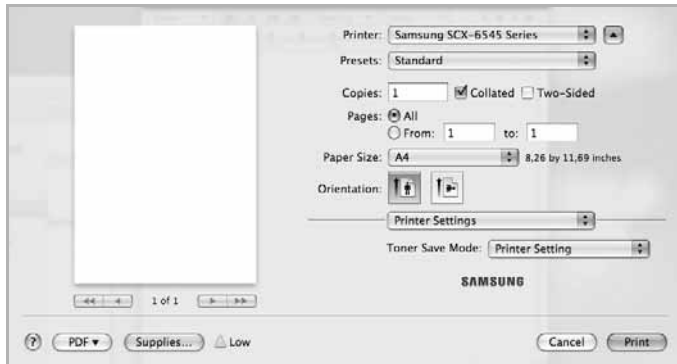 Printer: Samsung SCX-6545 Series
Presets: Standard
Copies: 1 Collated Two-Sided
Pages: All
From: 1 to: 1
Paper Size: A4 8,26 by 11,69 inches
Orientation:
Printer Settings
Toner Save Mode: Printer Setting
SAMSUNG
1 of 1
? PDF Supplies... Low Cancel Print